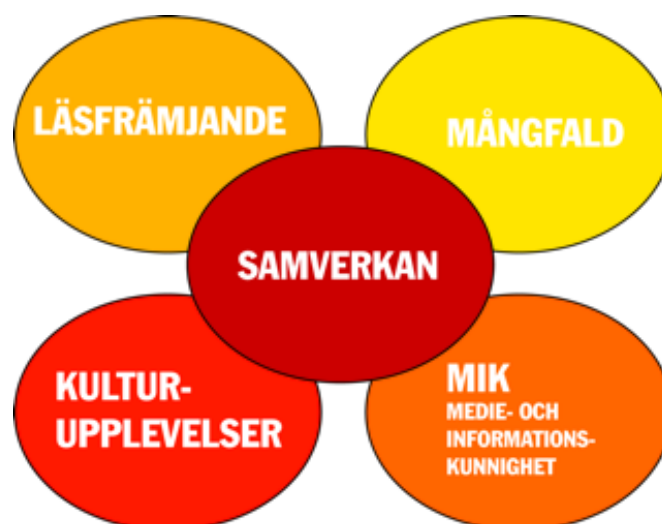 LÄSFRÄMJANDE
MÅNGFALD
SAMVERKAN
KULTUR-
UPPLEVELSER
MIK
MEDIE- OCH
INFORMATIONS-
KUNNIGHET